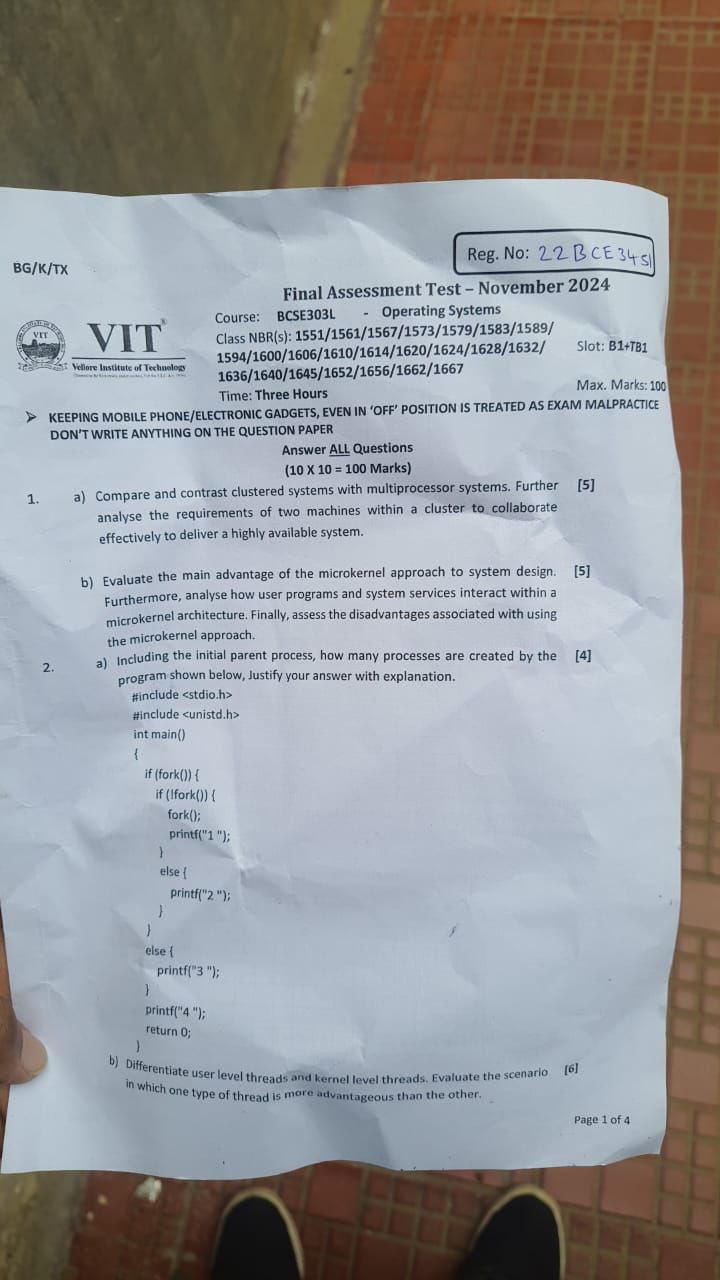 BG/K/TX
Reg. No: 22BCE3451
Final Assessment Test – November 2024
VIT
VIT®
Vellore Institute of Technology
Course: BCSE303L - Operating Systems
Class NBR(s): 1551/1561/1567/1573/1579/1583/1589/
1594/1600/1606/1610/1614/1620/1624/1628/1632/
1636/1640/1645/1652/1656/1662/1667
Slot: B1+TB1
Time: Three Hours
Max. Marks: 100
➢ KEEPING MOBILE PHONE/ELECTRONIC GADGETS, EVEN IN ‘OFF’ POSITION IS TREATED AS EXAM MALPRACTICE
DON’T WRITE ANYTHING ON THE QUESTION PAPER
Answer ALL Questions
(10 X 10 = 100 Marks)
1. a) Compare and contrast clustered systems with multiprocessor systems. Further [5]
analyse the requirements of two machines within a cluster to collaborate
effectively to deliver a highly available system.
b) Evaluate the main advantage of the microkernel approach to system design. [5]
Furthermore, analyse how user programs and system services interact within a
microkernel architecture. Finally, assess the disadvantages associated with using
the microkernel approach.
2. a) Including the initial parent process, how many processes are created by the [4]
program shown below, Justify your answer with explanation.
#include <stdio.h>
#include <unistd.h>
int main()
{
if (fork()) {
if (!fork()) {
fork();
printf("1 ");
}
else {
printf("2 ");
}
}
else {
printf("3 ");
}
printf("4 ");
return 0;
}
b) Differentiate user level threads and kernel level threads. Evaluate the scenario [6]
in which one type of thread is more advantageous than the other.
Page 1 of 4